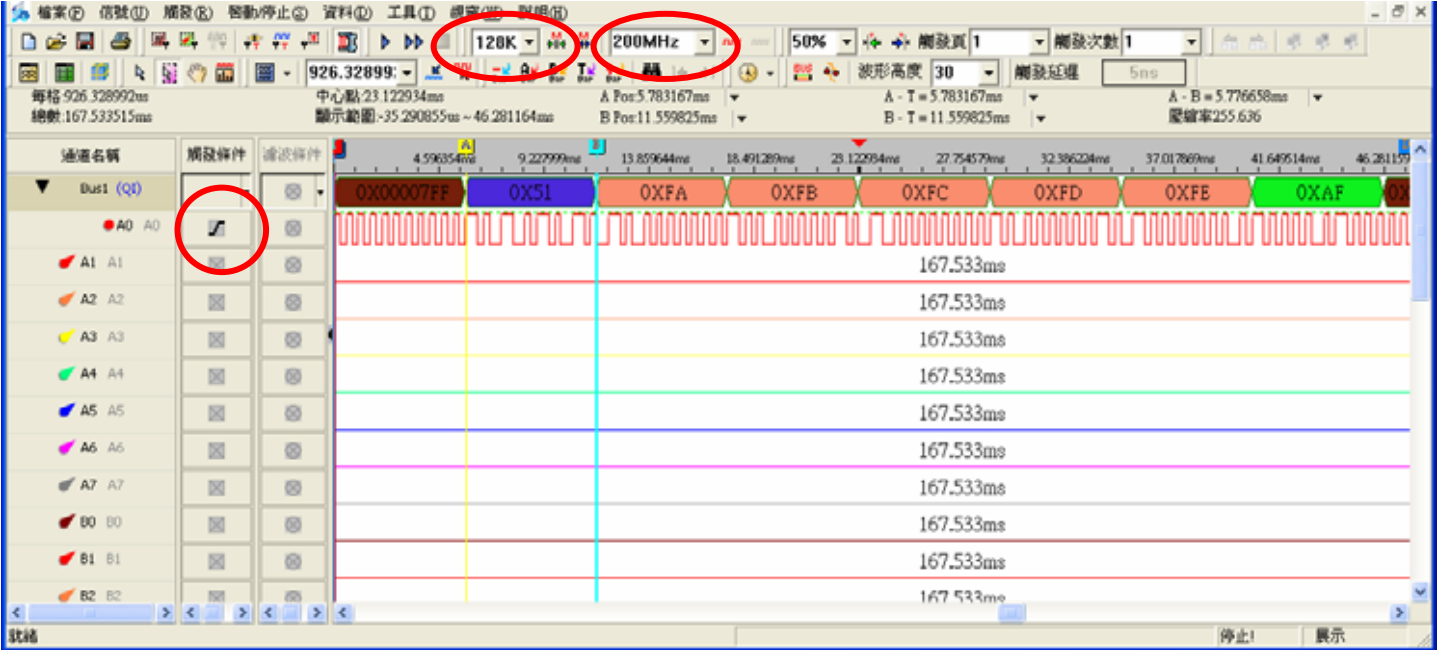 檔案(F) 信號(U) 觸發(R) 啓動/停止(S) 資料(D) 工具(I) 視窗(W) 說明(H)
128K 200MHz 50% 觸發頁 1 觸發次數 1
926.32899: 波形高度 30 觸發延遲 5ns
每格:926.328992us 中心點:23.122934ms A Pos:5.783167ms A - T = 5.783167ms A - B = 5.776658ms
總數:167.533515ms 顯示範圍:-35.290855us ~ 46.281164ms B Pos:11.559825ms B - T = 11.559825ms 壓縮率255.636
通道名稱 觸發條件 濾波條件 4.596354ms A 9.227999ms B 13.859644ms 18.491289ms 23.122934ms 27.754579ms 32.386224ms 37.017869ms 41.649514ms 46.281159
Bus1 (QI) 0X00007FF 0X51 0XFA 0XFB 0XFC 0XFD 0XFE 0XAF 0X
A0 A0
A1 A1 167.533ms
A2 A2 167.533ms
A3 A3 167.533ms
A4 A4 167.533ms
A5 A5 167.533ms
A6 A6 167.533ms
A7 A7 167.533ms
B0 B0 167.533ms
B1 B1 167.533ms
B2 B2 167.533ms
就緒 停止! 展示